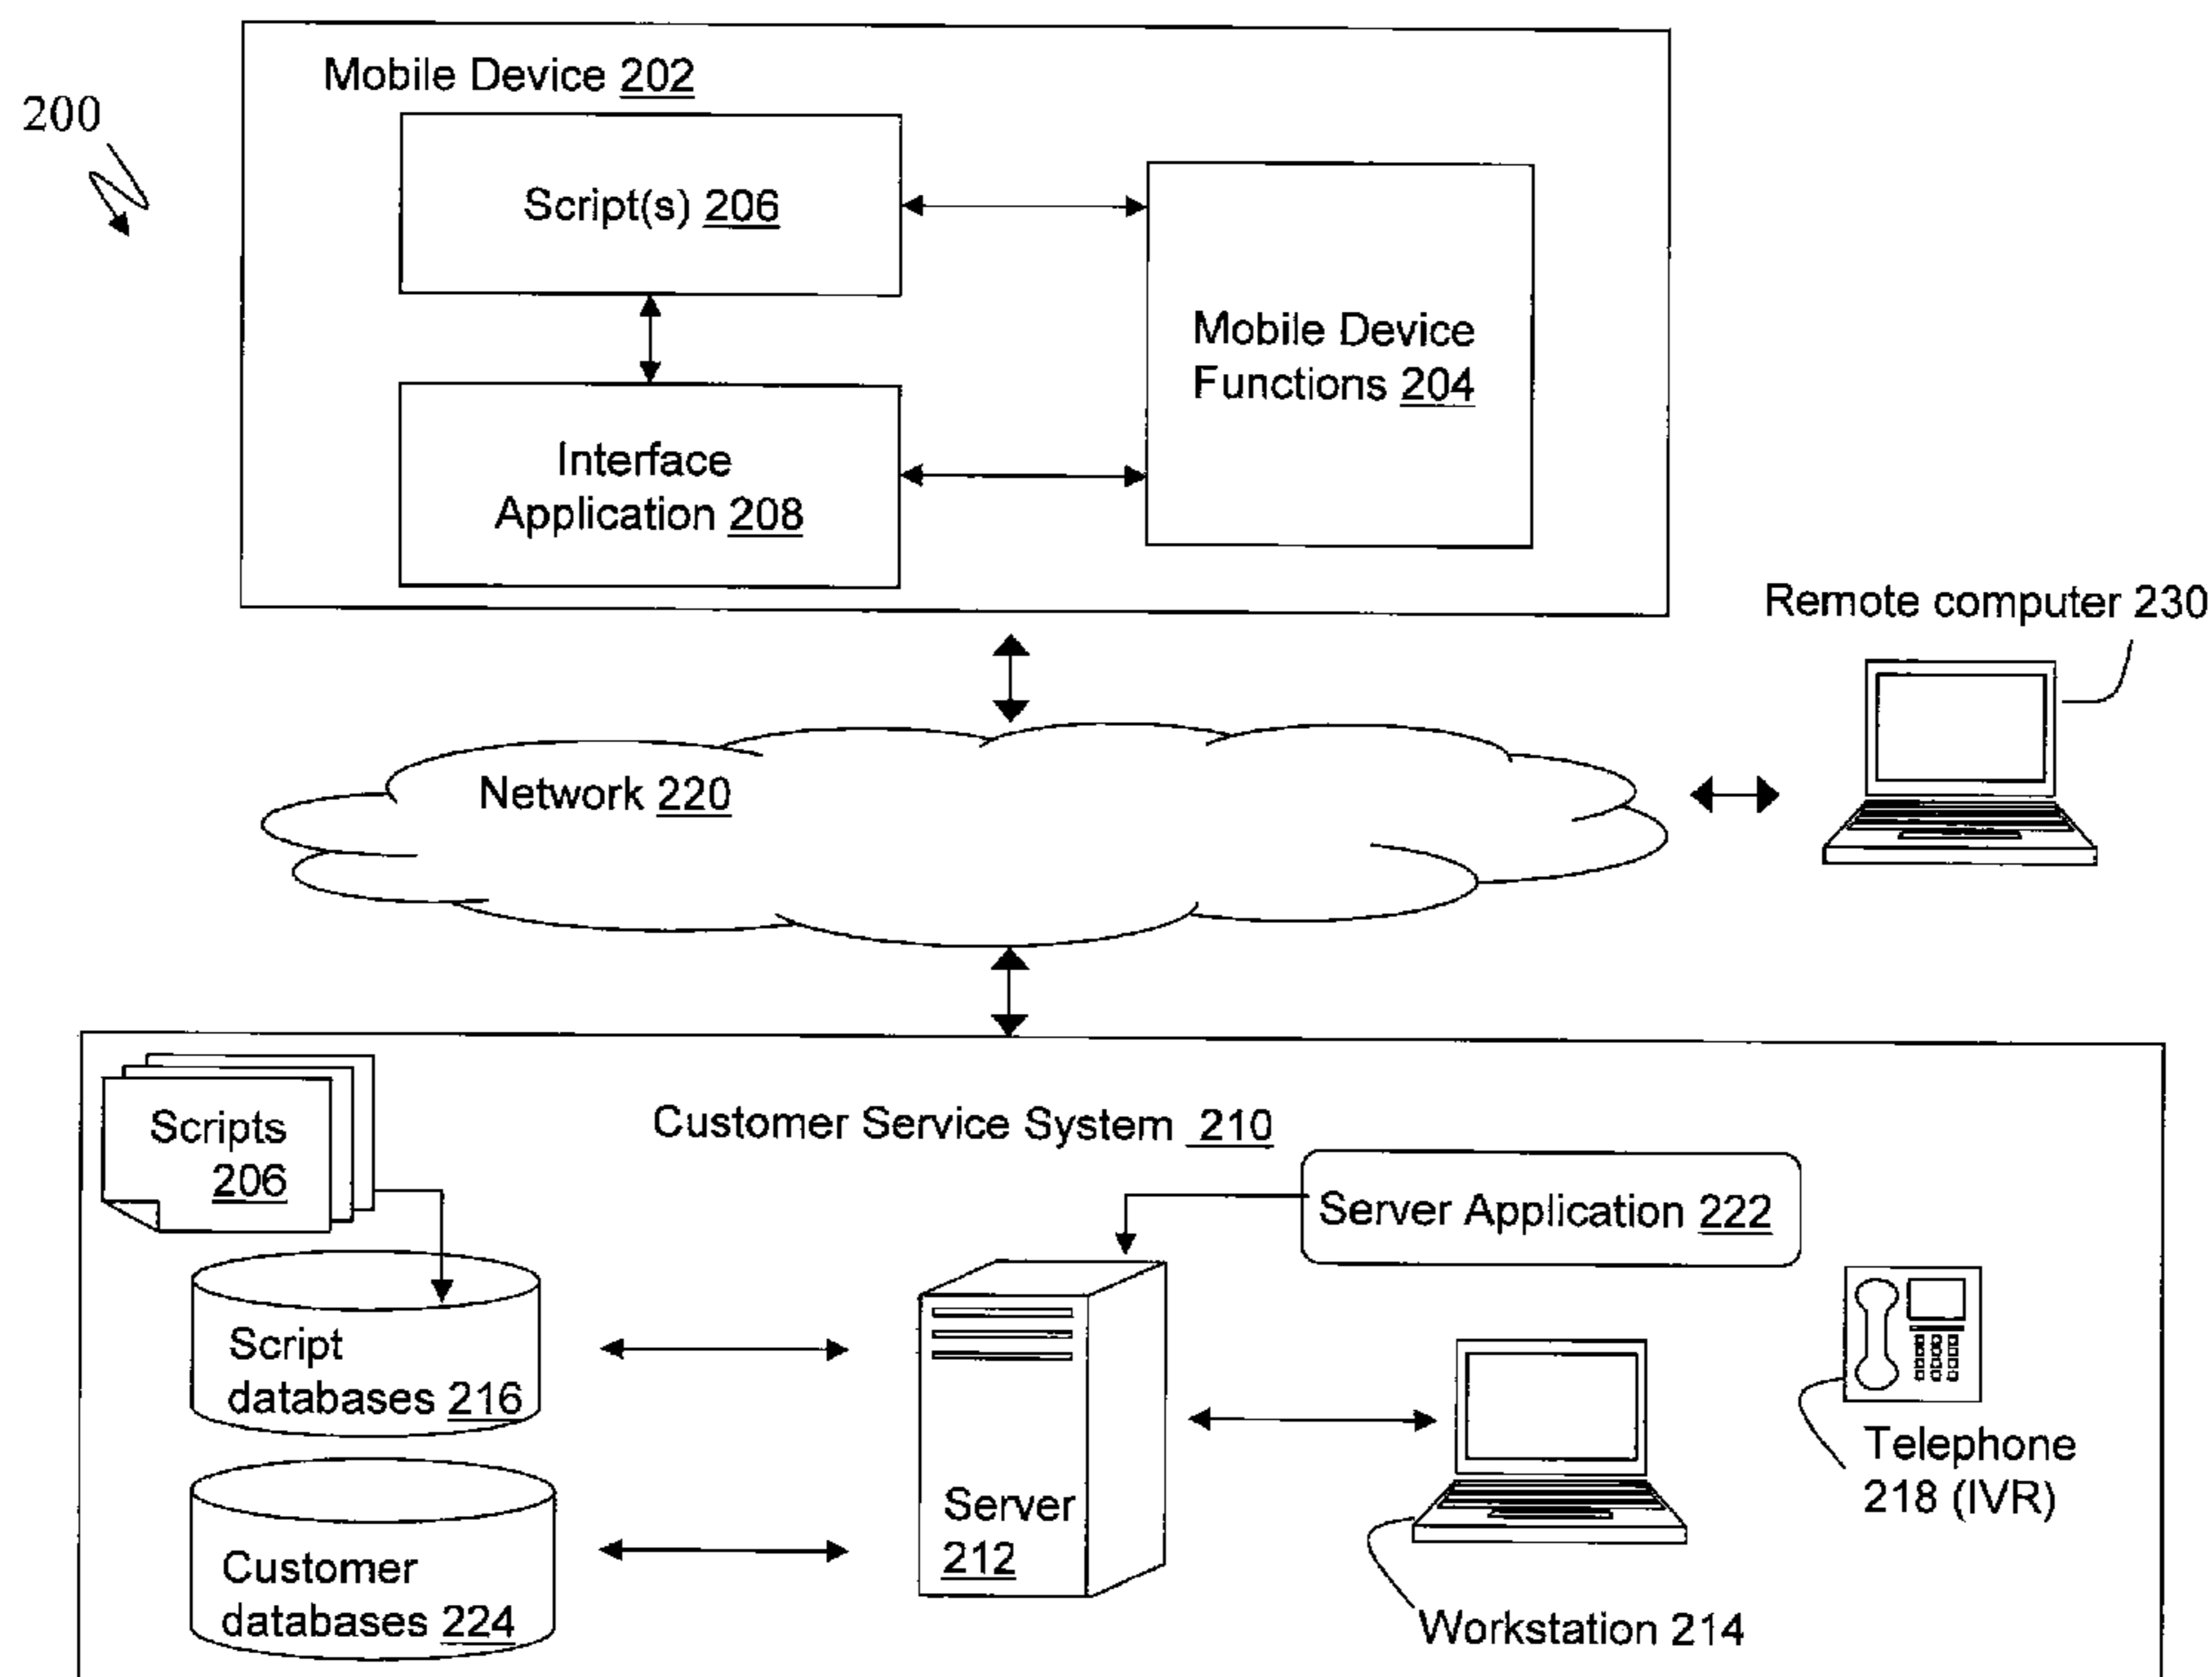 200
Mobile Device 202
Script(s) 206
Mobile Device
Functions 204
Interface
Application 208
Remote computer 230
Network 220
Customer Service System 210
Scripts
206
Server Application 222
Script
databases 216
Customer
databases 224
Server
212
Workstation 214
Telephone
218 (IVR)